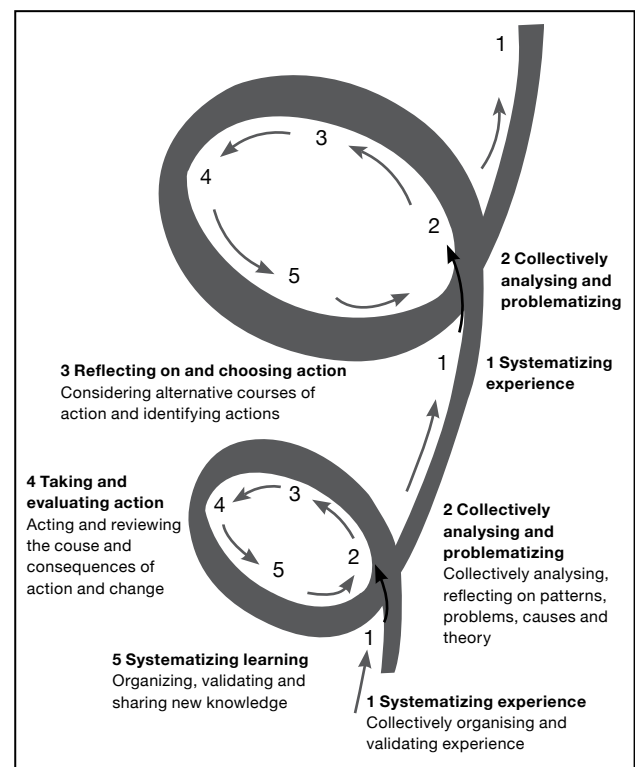 1
3
4
2
5
2 Collectively
analysing and
problematizing
1
1 Systematizing
experience
3 Reflecting on and choosing action
Considering alternative courses of
action and identifying actions
4 Taking and
evaluating action
Acting and reviewing
the couse and
consequences of
action and change
3
4
2
5
2 Collectively
analysing and
problematizing
Collectively analysing,
reflecting on patterns,
problems, causes and
theory
1
5 Systematizing learning
Organizing, validating and
sharing new knowledge
1 Systematizing experience
Collectively organising and
validating experience